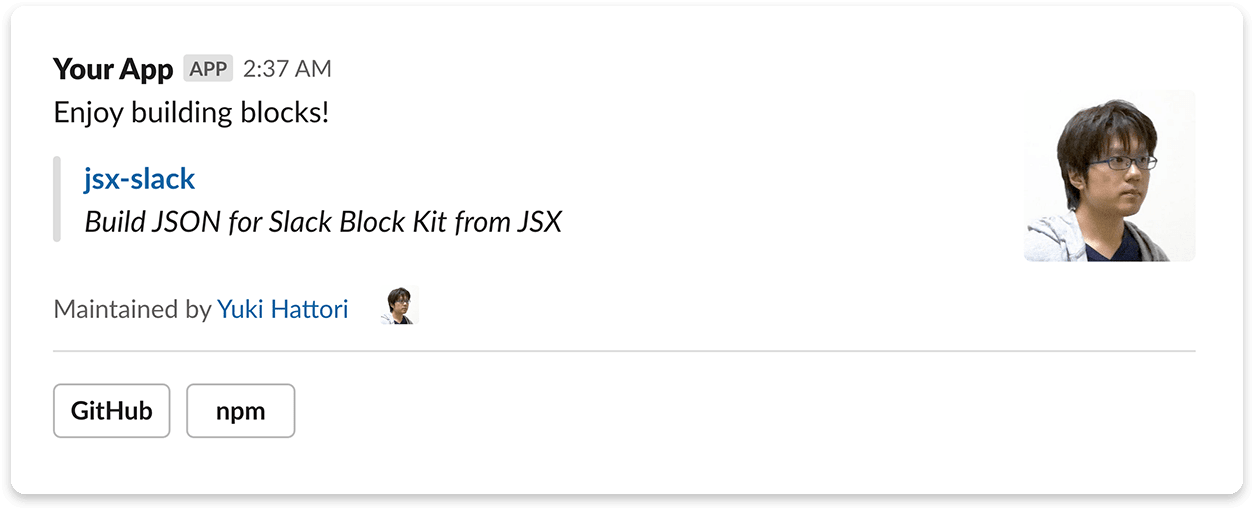 Your App APP 2:37 AM
Enjoy building blocks!
jsx-slack
Build JSON for Slack Block Kit from JSX
Maintained by Yuki Hattori
GitHub npm